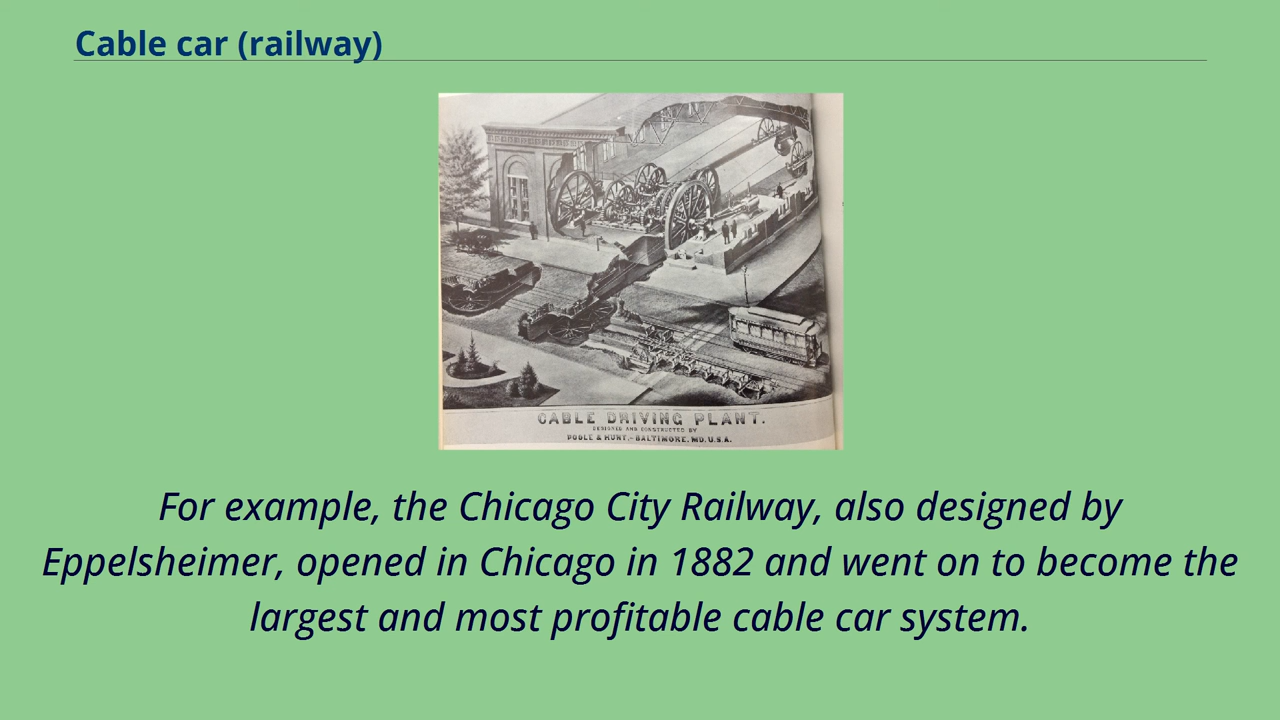 Cable car (railway)
CABLE DRIVING PLANT.
DESIGNED AND CONSTRUCTED BY
POOLE & HUNT,-BALTIMORE, MD. U.S.A.
For example, the Chicago City Railway, also designed by
Eppelsheimer, opened in Chicago in 1882 and went on to become the
largest and most profitable cable car system.